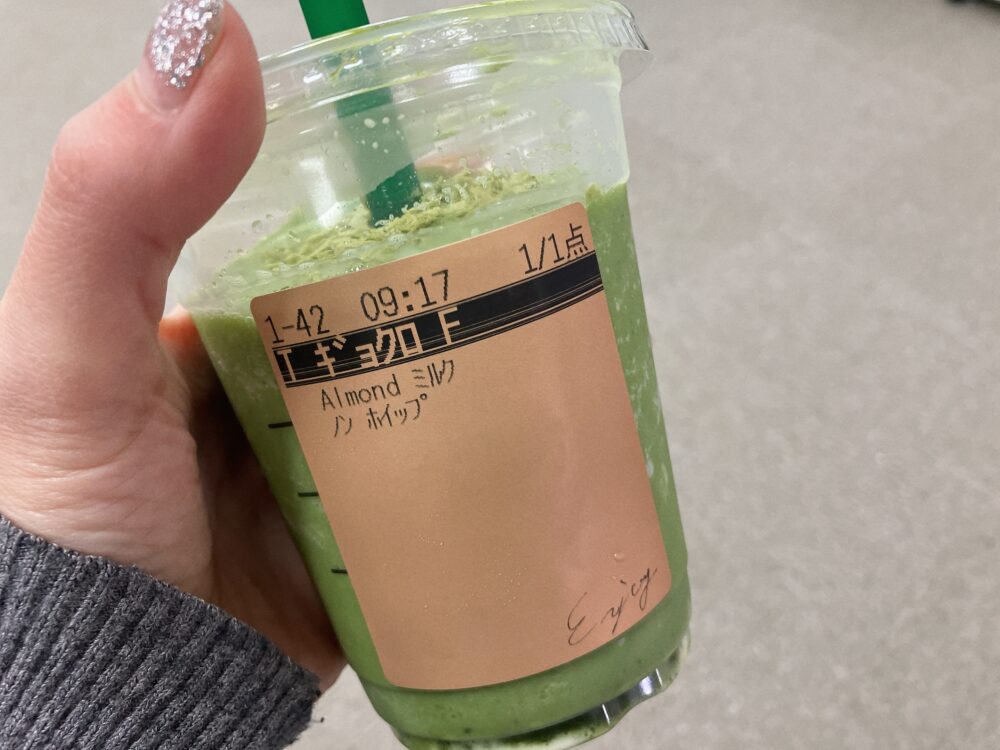 1-42 09:17 1/1点
T ギョクロ F
Almond ミルク
ノン ホイップ
Enjoy